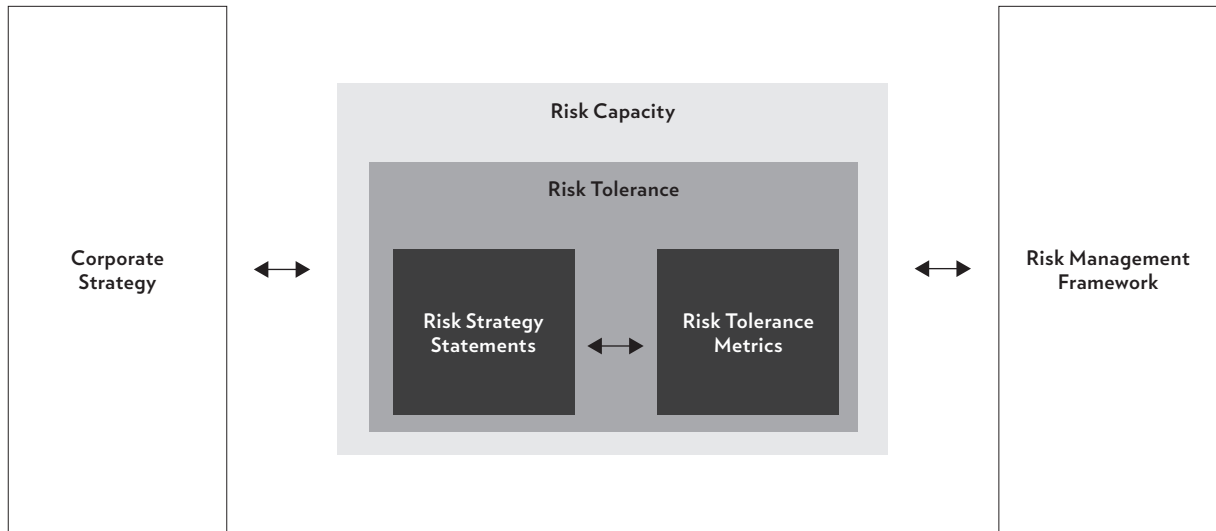 Risk Capacity
Risk Tolerance
Corporate
Strategy
Risk Strategy
Statements
Risk Tolerance
Metrics
Risk Management
Framework